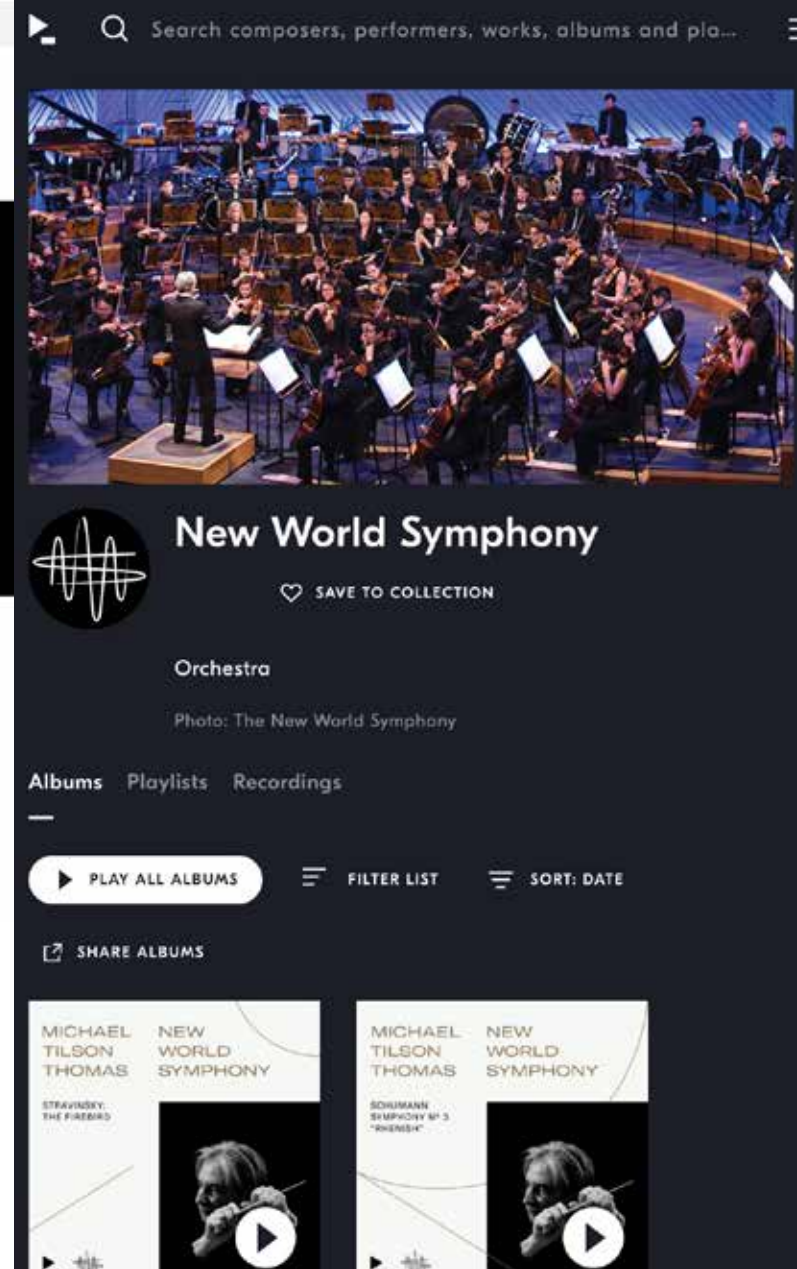 Search composers, performers, works, albums and pla...
New World Symphony
SAVE TO COLLECTION
Orchestra
Photo: The New World Symphony
Albums Playlists Recordings
PLAY ALL ALBUMS FILTER LIST SORT: DATE
SHARE ALBUMS
MICHAEL
TILSON
THOMAS
NEW
WORLD
SYMPHONY
STRAVINSKY:
THE FIREBIRD
MICHAEL
TILSON
THOMAS
NEW
WORLD
SYMPHONY
SCHUMANN
SYMPHONY Nº 3
"RHENISH"